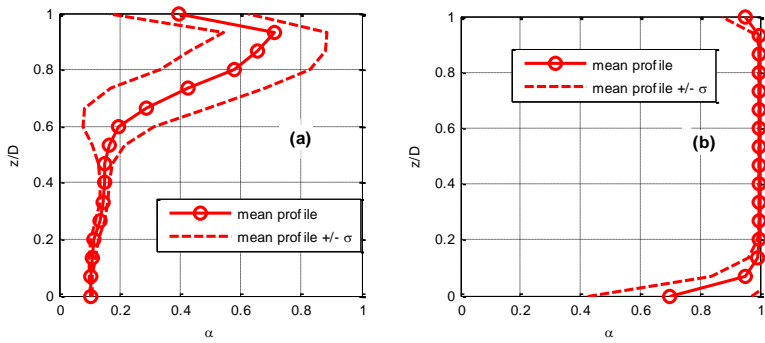 1
0.8
0.6
0.4
0.2
0
z/D
(a)
mean profile
mean profile +/- σ
0 0.2 0.4 0.6 0.8 1
α
1
0.8
0.6
0.4
0.2
0
z/D
mean profile
mean profile +/- σ
(b)
0 0.2 0.4 0.6 0.8 1
α